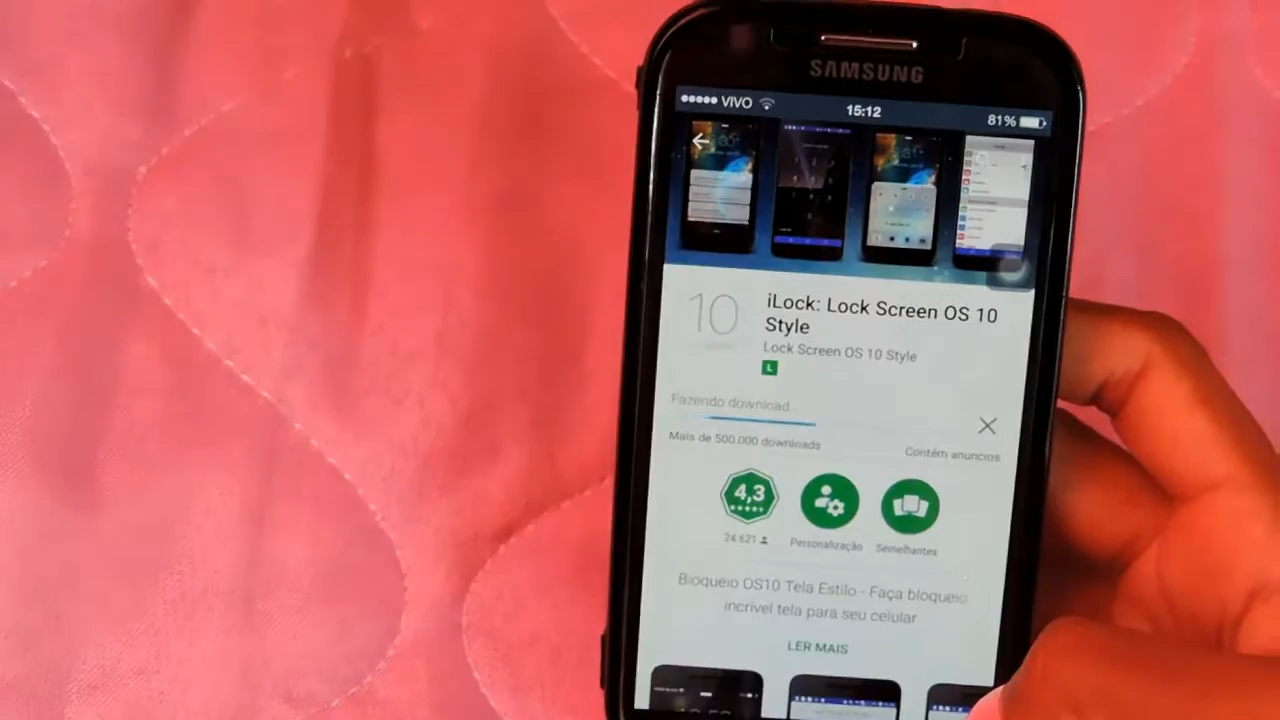 SAMSUNG
VIVO 15:12 81%
10
iLock: Lock Screen OS 10
Style
Lock Screen OS 10 Style
L
Fazendo download...
Mais de 500.000 downloads
Contém anúncios
4,3
24.621
Personalização
Semelhantes
Bloqueio OS10 Tela Estilo - Faça bloqueio
incrível tela para seu celular
LER MAIS